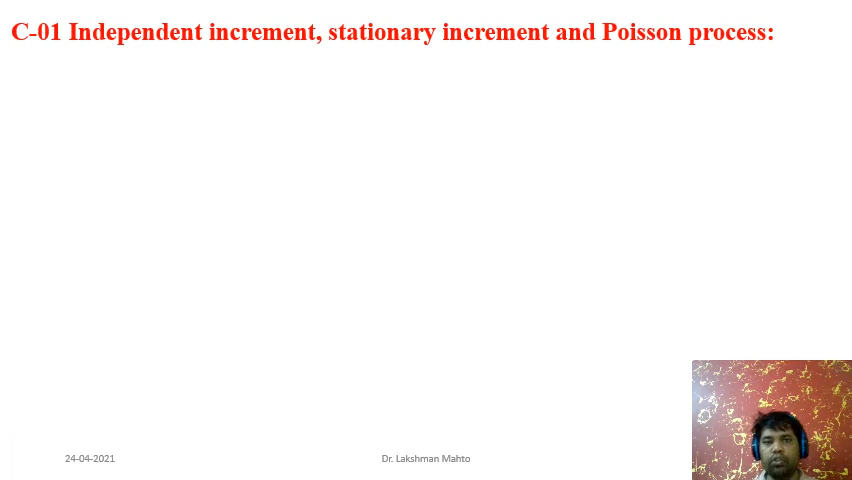 C-01 Independent increment, stationary increment and Poisson process:
24-04-2021
Dr. Lakshman Mahto